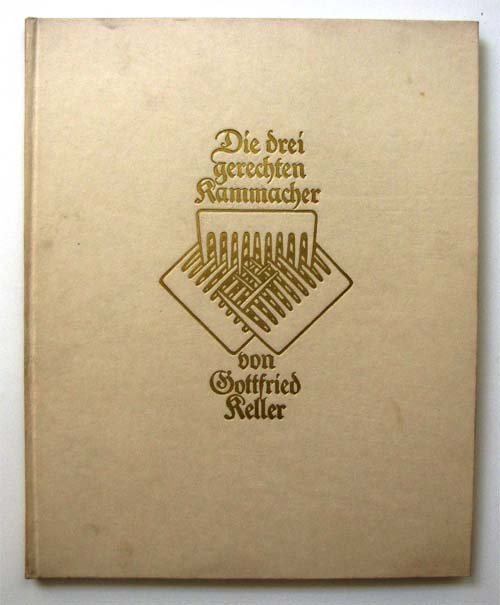 Die drei
gerechten
Kammacher
von
Gottfried
Keller